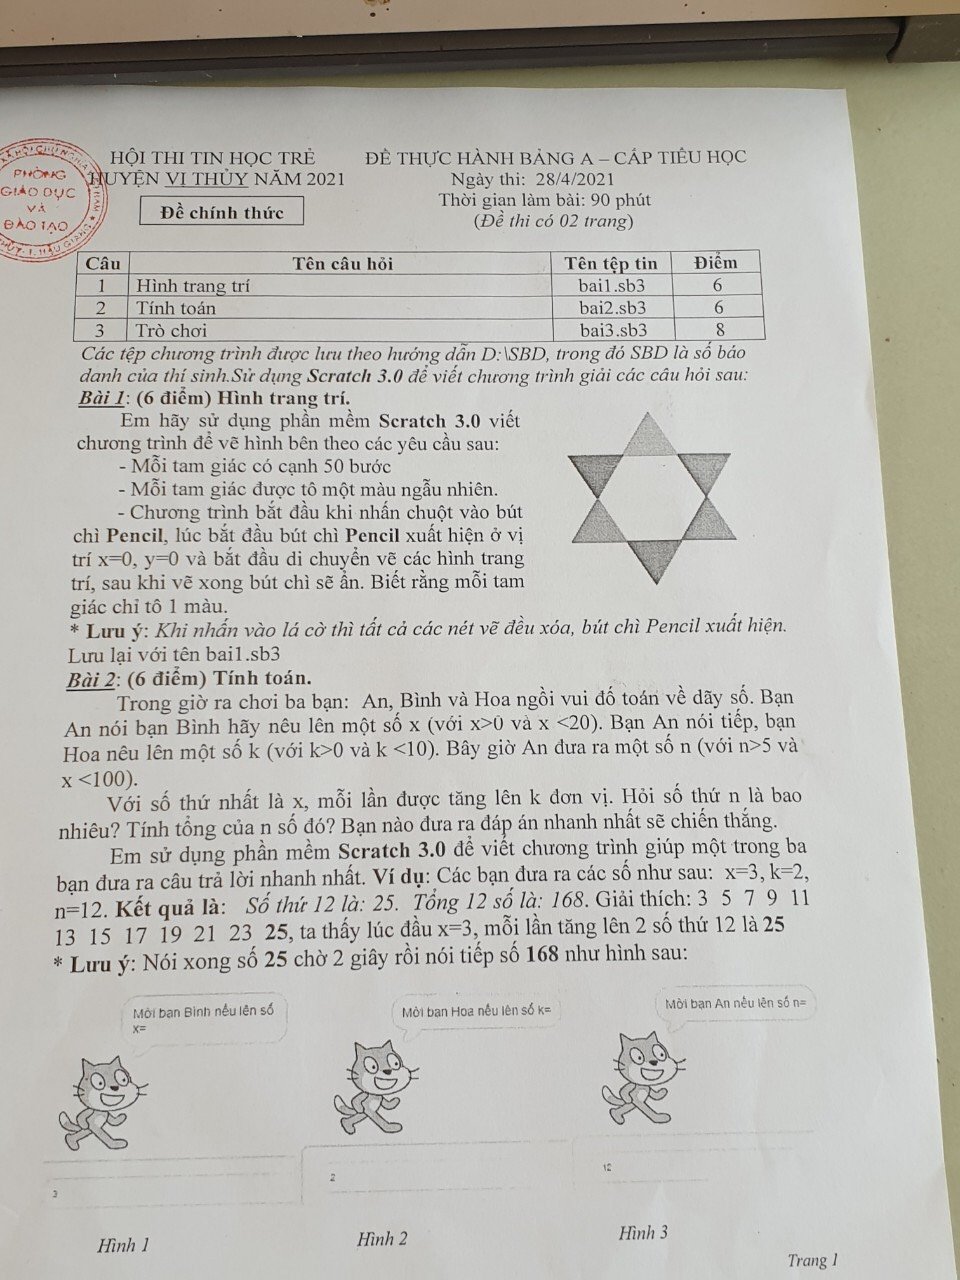 XÃ HỘI CHỦ NGHĨA
PHÒNG
GIÁO DỤC
VÀ
ĐÀO TẠO
HỘI THI TIN HỌC TRẺ
HUYỆN VỊ THỦY NĂM 2021
Đề chính thức
ĐỀ THỰC HÀNH BẢNG A – CẤP TIỂU HỌC
Ngày thi: 28/4/2021
Thời gian làm bài: 90 phút
(Đề thi có 02 trang)
Câu Tên câu hỏi Tên tệp tin Điểm
1 Hình trang trí bai1.sb3 6
2 Tính toán bai2.sb3 6
3 Trò chơi bai3.sb3 8
Các tệp chương trình được lưu theo hướng dẫn D:\SBD, trong đó SBD là số báo
danh của thí sinh.Sử dụng Scratch 3.0 để viết chương trình giải các câu hỏi sau:
Bài 1: (6 điểm) Hình trang trí.
Em hãy sử dụng phần mềm Scratch 3.0 viết
chương trình để vẽ hình bên theo các yêu cầu sau:
- Mỗi tam giác có cạnh 50 bước
- Mỗi tam giác được tô một màu ngẫu nhiên.
- Chương trình bắt đầu khi nhấn chuột vào bút
chì Pencil, lúc bắt đầu bút chì Pencil xuất hiện ở vị
trí x=0, y=0 và bắt đầu di chuyển vẽ các hình trang
trí, sau khi vẽ xong bút chì sẽ ẩn. Biết rằng mỗi tam
giác chỉ tô 1 màu.
* Lưu ý: Khi nhấn vào lá cờ thì tất cả các nét vẽ đều xóa, bút chì Pencil xuất hiện.
Lưu lại với tên bai1.sb3
Bài 2: (6 điểm) Tính toán.
Trong giờ ra chơi ba bạn: An, Bình và Hoa ngồi vui đố toán về dãy số. Bạn
An nói bạn Bình hãy nêu lên một số x (với x>0 và x <20). Bạn An nói tiếp, bạn
Hoa nêu lên một số k (với k>0 và k <10). Bây giờ An đưa ra một số n (với n>5 và
x <100).
Với số thứ nhất là x, mỗi lần được tăng lên k đơn vị. Hỏi số thứ n là bao
nhiêu? Tính tổng của n số đó? Bạn nào đưa ra đáp án nhanh nhất sẽ chiến thắng.
Em sử dụng phần mềm Scratch 3.0 để viết chương trình giúp một trong ba
bạn đưa ra câu trả lời nhanh nhất. Ví dụ: Các bạn đưa ra các số như sau: x=3, k=2,
n=12. Kết quả là: Số thứ 12 là: 25. Tổng 12 số là: 168. Giải thích: 3 5 7 9 11
13 15 17 19 21 23 25, ta thấy lúc đầu x=3, mỗi lần tăng lên 2 số thứ 12 là 25
* Lưu ý: Nói xong số 25 chờ 2 giây rồi nói tiếp số 168 như hình sau:
Mời bạn Bình nêu lên số
x=
Mời bạn Hoa nếu lên số k=
Mời bạn An nếu lên số n=
3
2
12
Hình 1
Hình 2
Hình 3
Trang 1